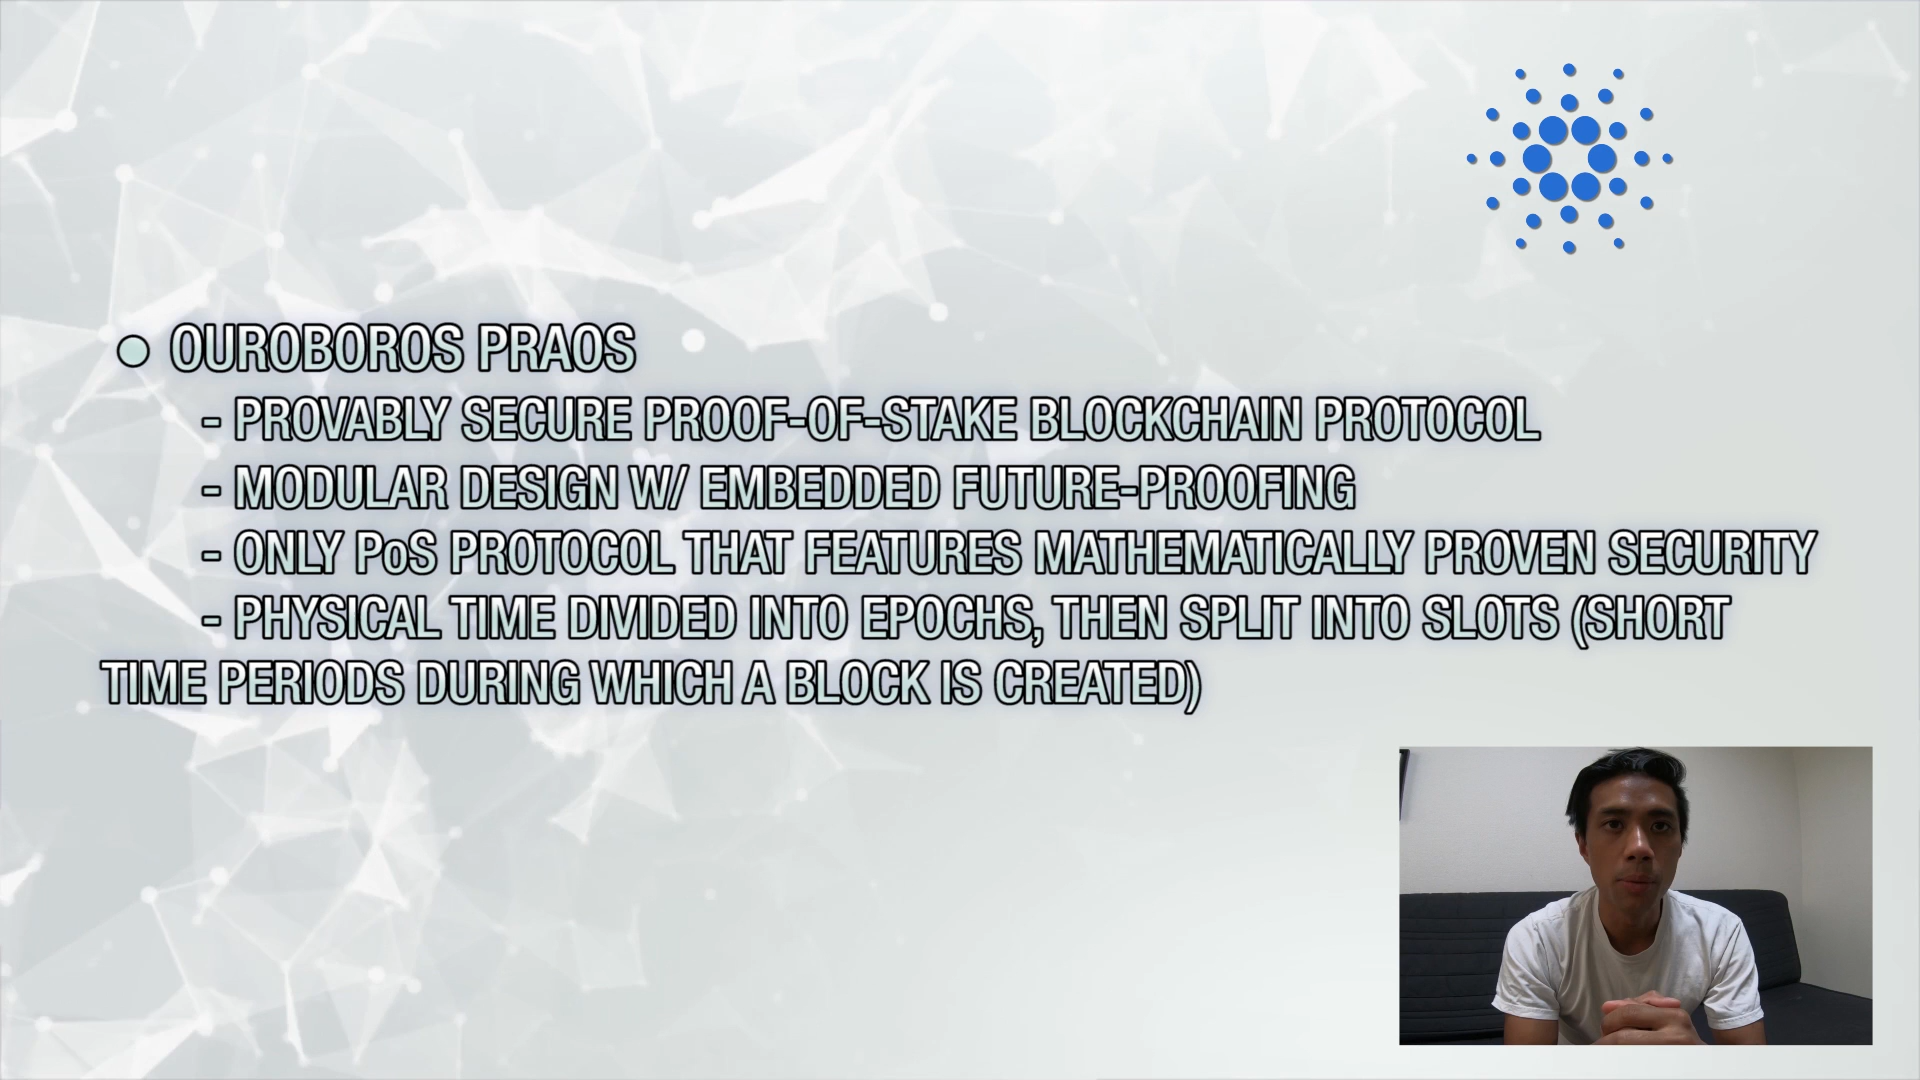 ● OUROBOROS PRAOS
- PROVABLY SECURE PROOF-OF-STAKE BLOCKCHAIN PROTOCOL
- MODULAR DESIGN W/ EMBEDDED FUTURE-PROOFING
- ONLY PoS PROTOCOL THAT FEATURES MATHEMATICALLY PROVEN SECURITY
- PHYSICAL TIME DIVIDED INTO EPOCHS, THEN SPLIT INTO SLOTS (SHORT
TIME PERIODS DURING WHICH A BLOCK IS CREATED)